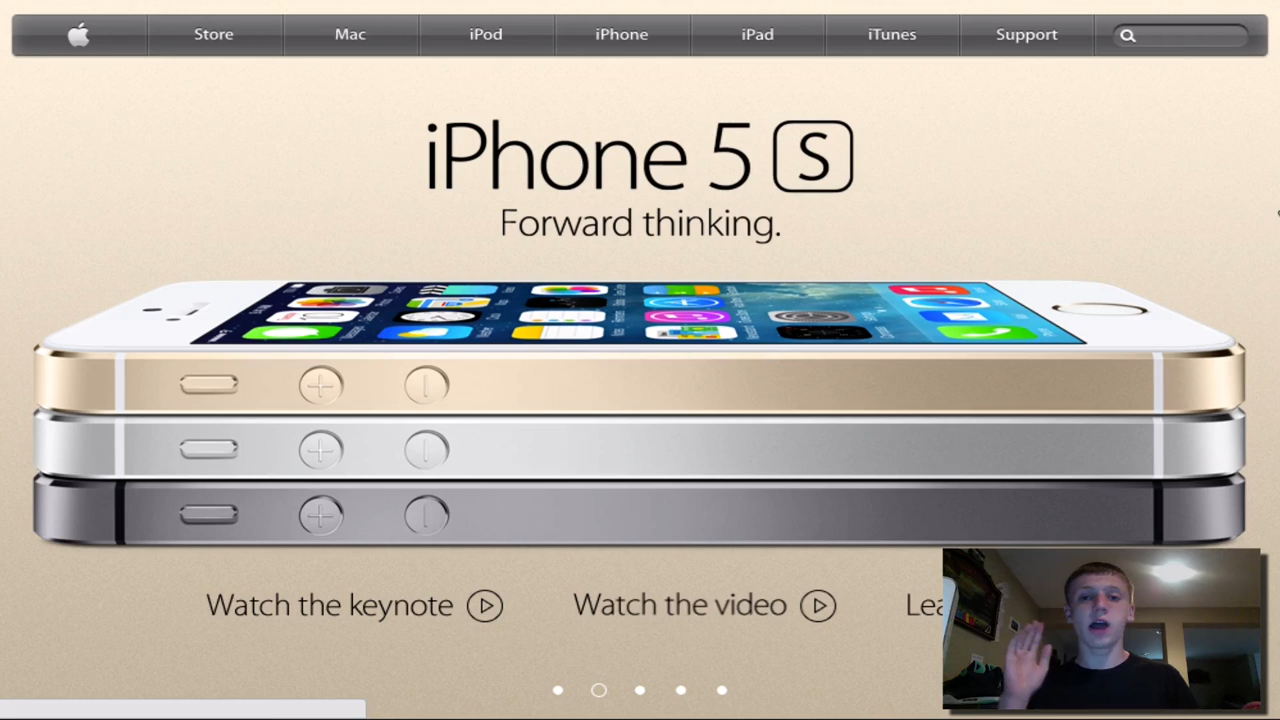 Store Mac iPod iPhone iPad iTunes Support
iPhone 5 S
Forward thinking.
Watch the keynote Watch the video Lea